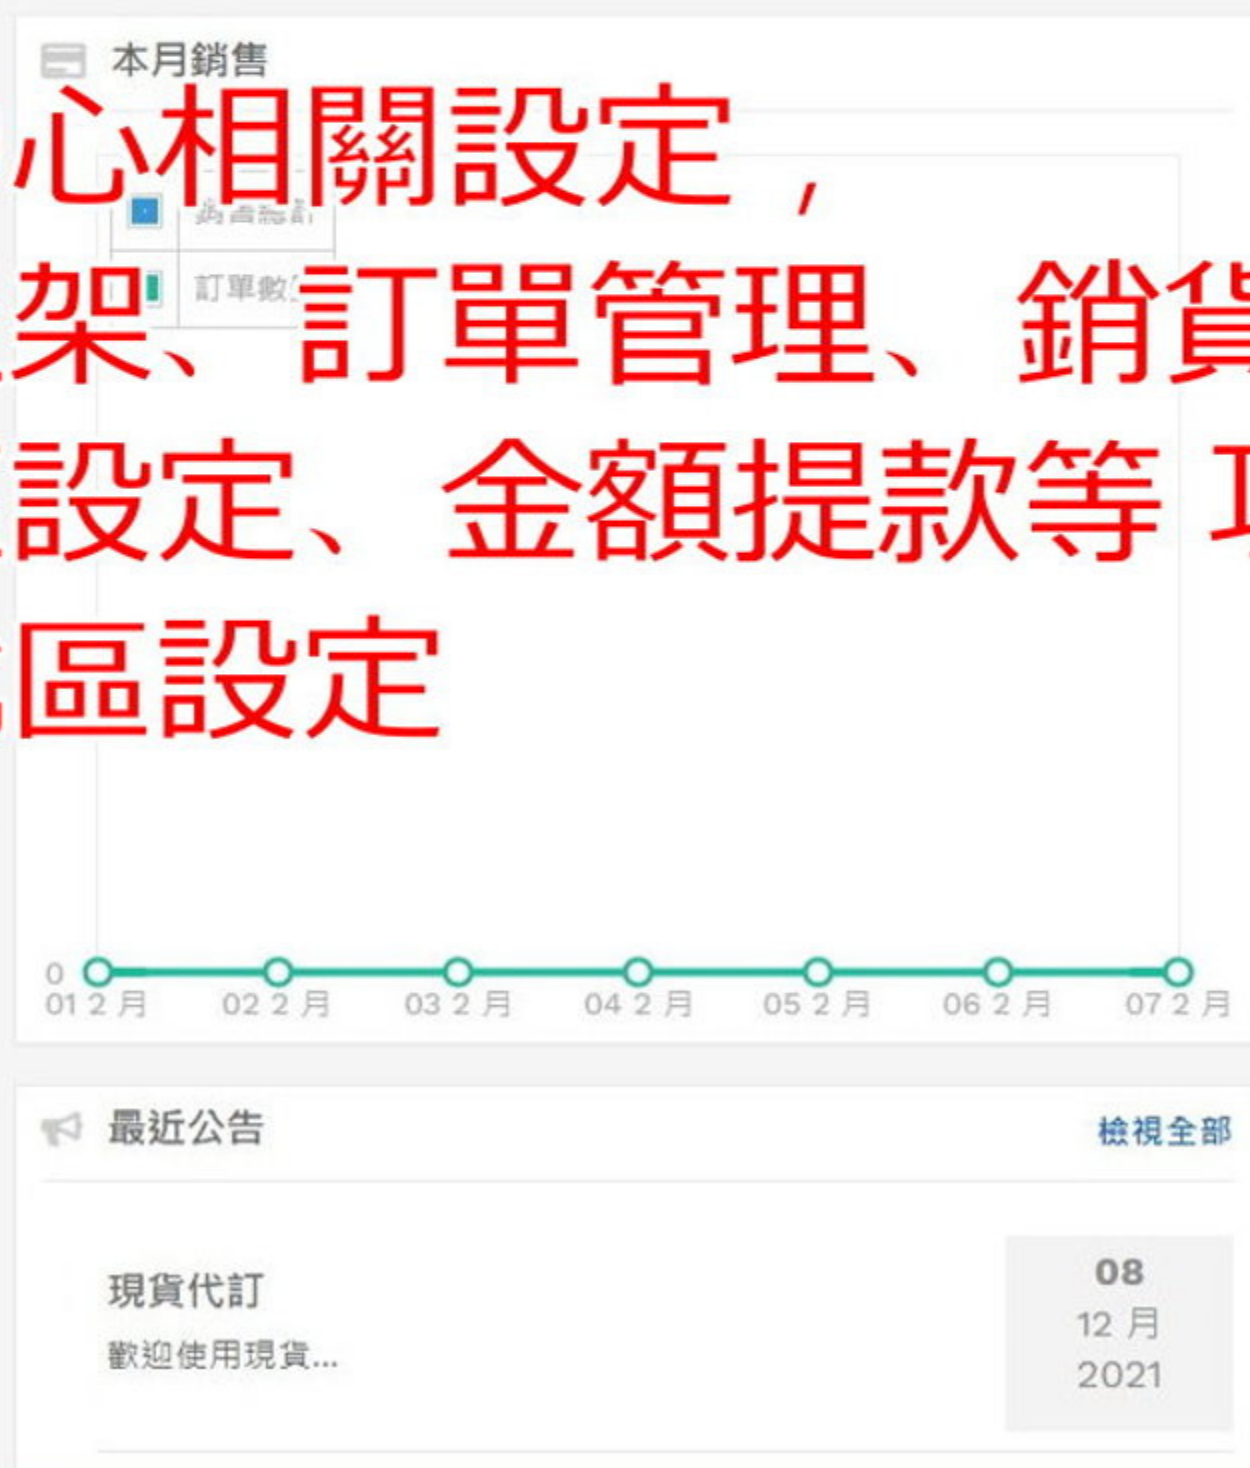 本月銷售
心相關設定，
訂單數
架、訂單管理、銷貨
設定、金額提款等
區設定
0
01 2 月 02 2 月 03 2 月 04 2 月 05 2 月 06 2 月 07 2 月
最近公告 檢視全部
現貨代訂
歡迎使用現貨...
08
12 月
2021